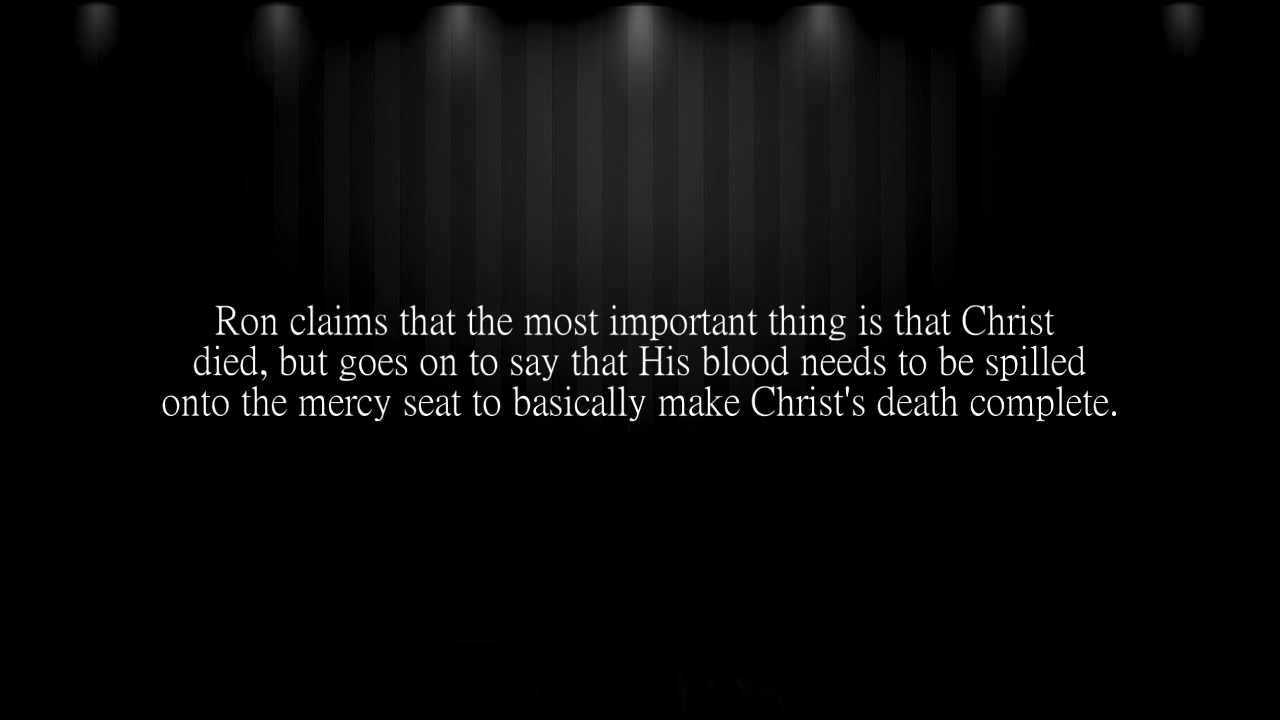 Ron claims that the most important thing is that Christ
died, but goes on to say that His blood needs to be spilled
onto the mercy seat to basically make Christ's death complete.